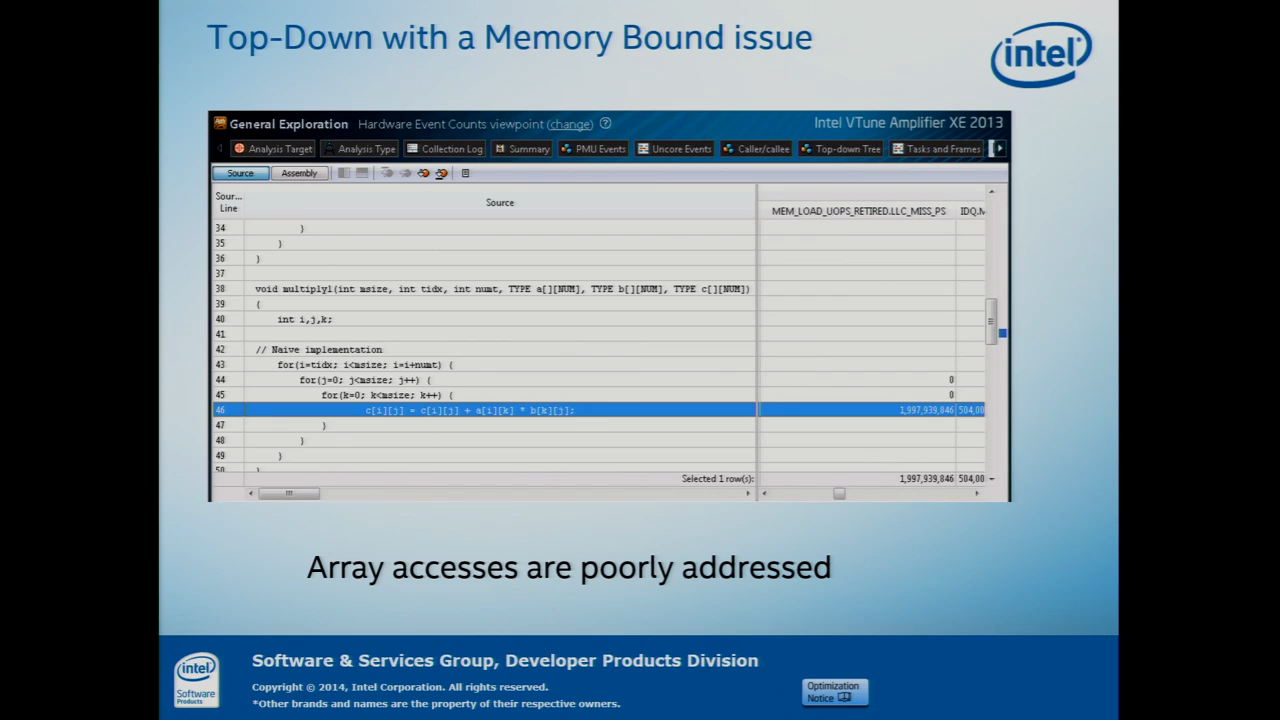 Top-Down with a Memory Bound issue
intel
General Exploration Hardware Event Counts viewpoint (change) ?
Intel VTune Amplifier XE 2013
Analysis Target Analysis Type Collection Log Summary PMU Events Uncore Events Caller/callee Top-down Tree Tasks and Frames
Source Assembly
Sour... Line Source MEM_LOAD_UOPS_RETIRED.LLC_MISS_PS IDQ.M
34 }
35 }
36 }
37
38 void multiply1(int msize, int tidx, int numt, TYPE a[][NUM], TYPE b[][NUM], TYPE c[][NUM])
39 {
40 int i,j,k;
41
42 // Naive implementation
43 for(i=tidx; i<msize; i=i+numt) {
44 for(j=0; j<msize; j++) { 0
45 for(k=0; k<msize; k++) { 0
46 c[i][j] = c[i][j] + a[i][k] * b[k][j]; 1,997,939,846 504,00
47 }
48 }
49 }
50 }
Selected 1 row(s): 1,997,939,846 504,00
Array accesses are poorly addressed
intel Software Products
Software & Services Group, Developer Products Division
Copyright © 2014, Intel Corporation. All rights reserved.
*Other brands and names are the property of their respective owners.
Optimization
Notice